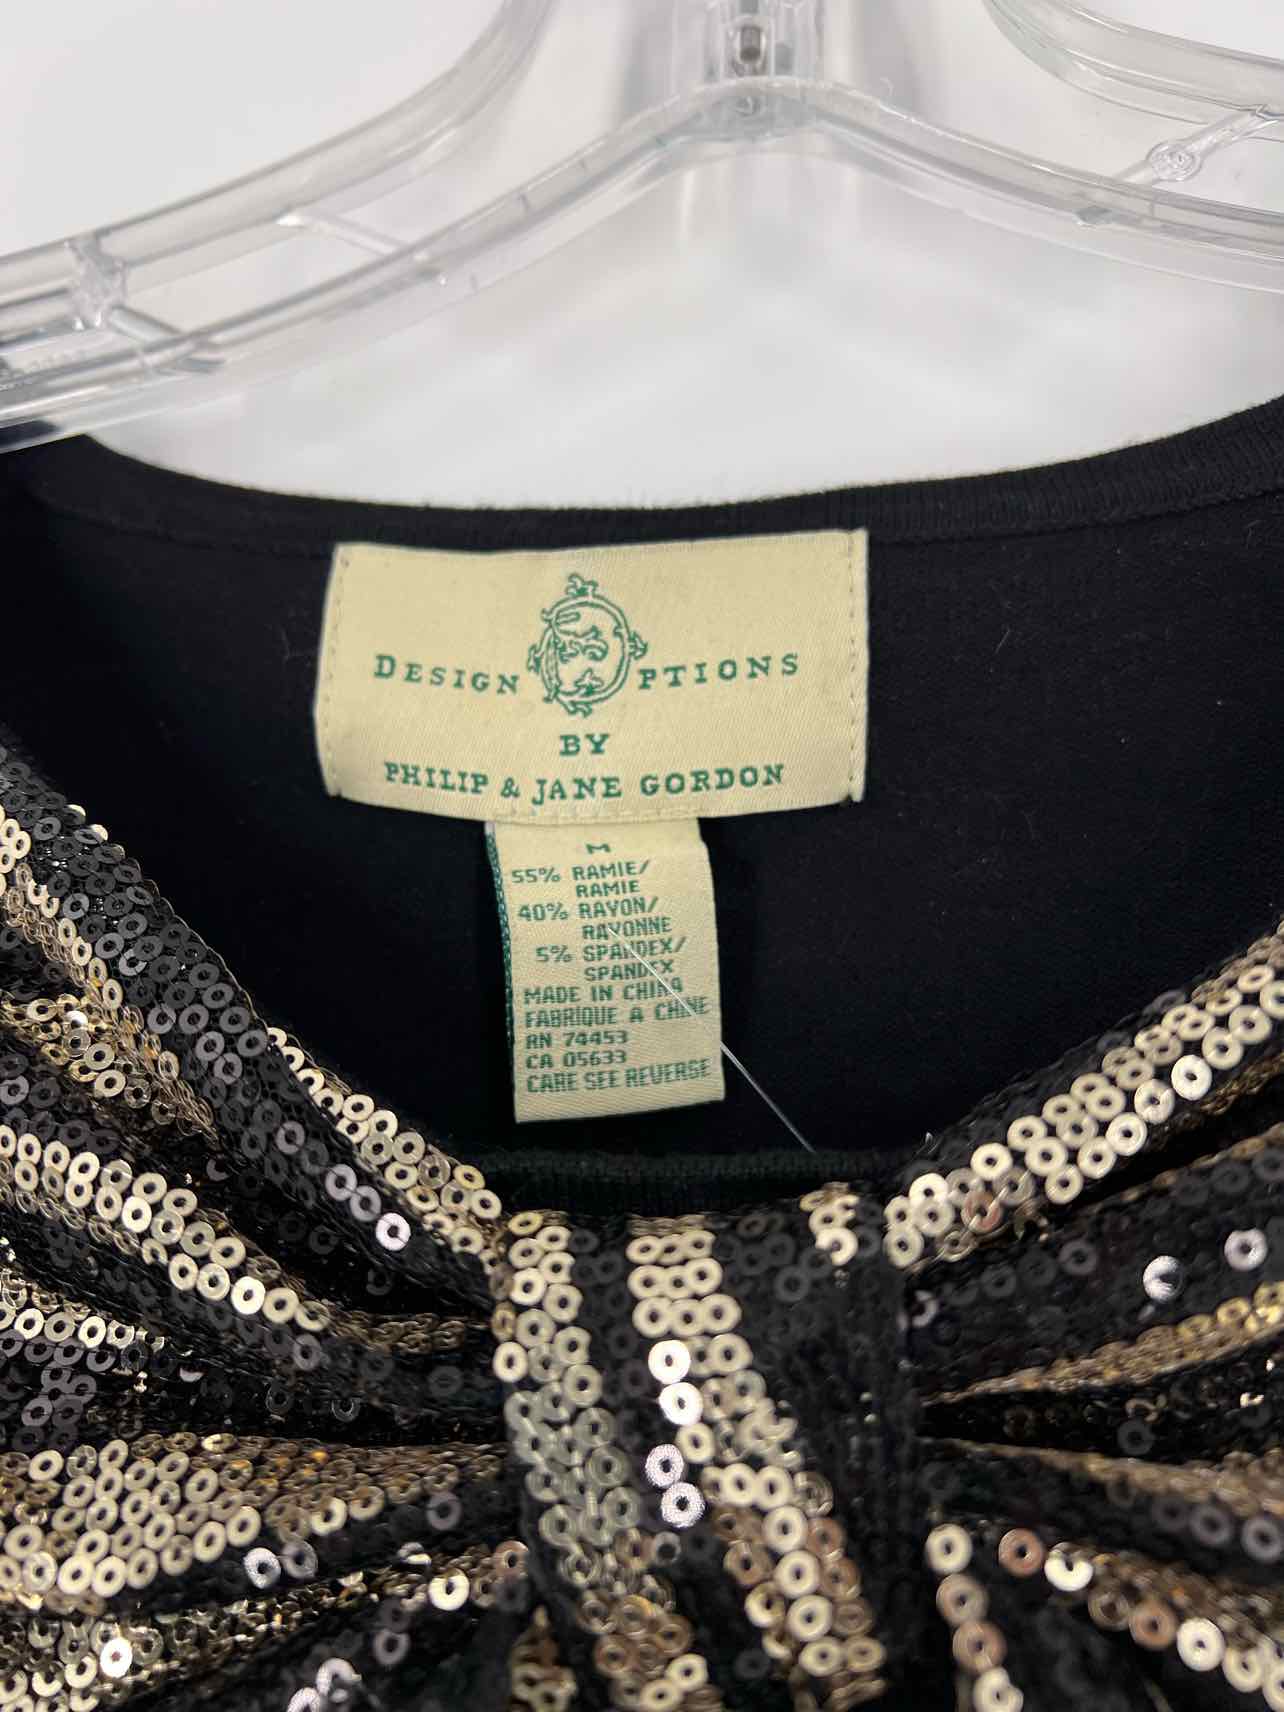 DESIGN OPTIONS
BY
PHILIP & JANE GORDON
M
55% RAMIE/
RAMIE
40% RAYON/
RAYONNE
5% SPANDEX/
SPANDEX
MADE IN CHINA
FABRIQUE A CHINE
RN 74453
CA 05633
CARE SEE REVERSE